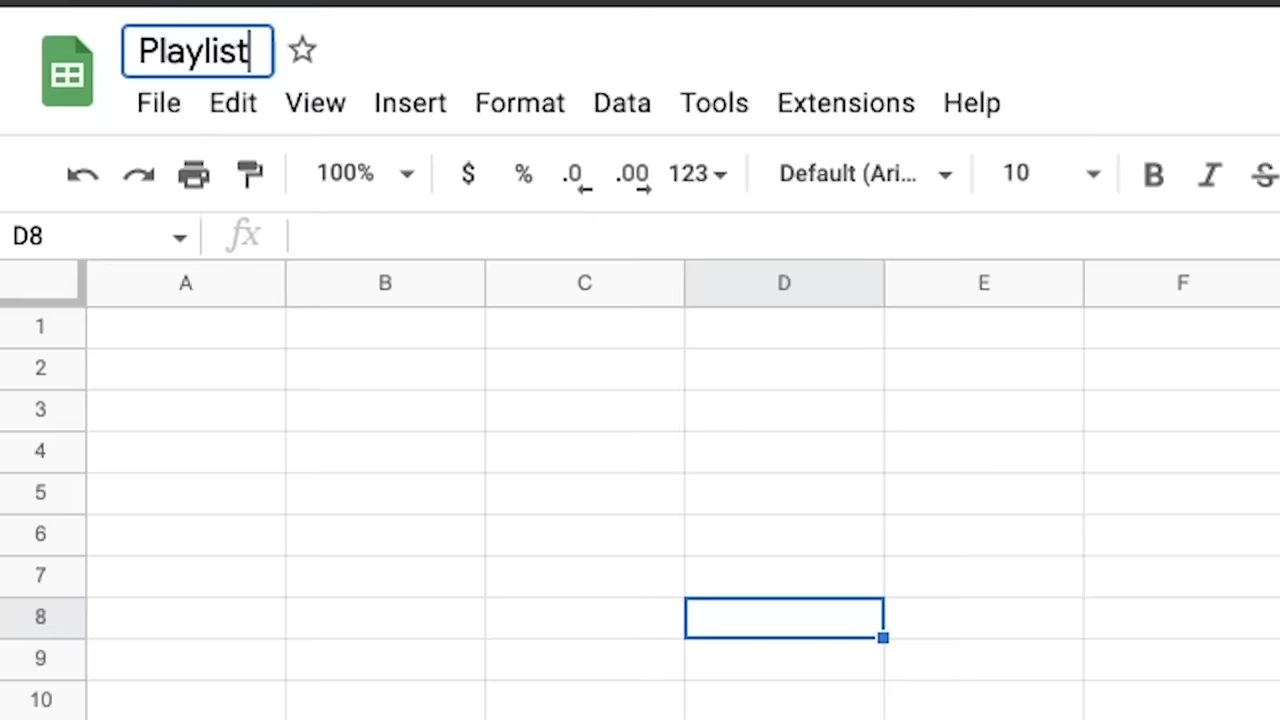 Playlist
File Edit View Insert Format Data Tools Extensions Help
100% $ % .0 .00 123 Default (Ari... 10 B I S
D8 fx
A B C D E F
1
2
3
4
5
6
7
8
9
10